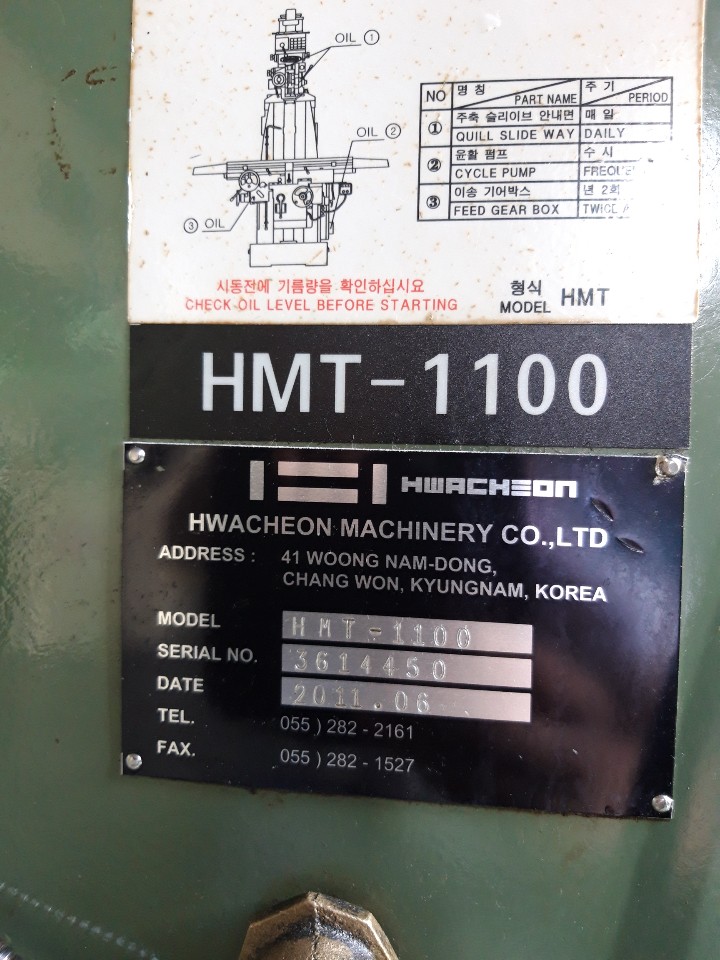 OIL ①
OIL ②
③ OIL
NO 명 칭 PART NAME 주 기 PERIOD
① 주축 슬리이브 안내면 매 일
QUILL SLIDE WAY DAILY
② 윤활 펌프 수 시
CYCLE PUMP
③ 이송 기어박스 년 2회
FEED GEAR BOX TWICE
시동전에 기름량을 확인하십시요
CHECK OIL LEVEL BEFORE STARTING
형식
MODEL HMT
HMT-1100
HWACHEON
HWACHEON MACHINERY CO.,LTD
ADDRESS : 41 WOONG NAM-DONG,
CHANG WON, KYUNGNAM, KOREA
MODEL HMT-1100
SERIAL NO. 3614450
DATE 2011.06
TEL. 055 ) 282 - 2161
FAX. 055 ) 282 - 1527